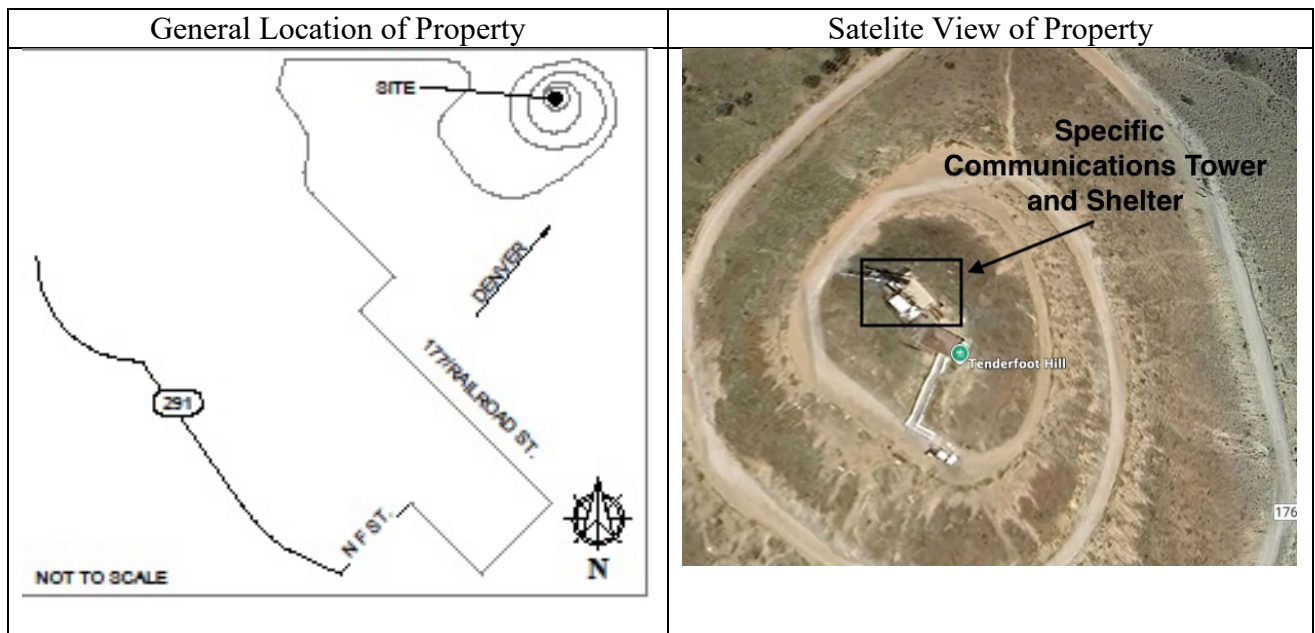 General Location of Property
Satelite View of Property
SITE
DENVER
177/RAILROAD ST.
291
N F ST.
N
NOT TO SCALE
Specific
Communications Tower
and Shelter
Tenderfoot Hill
176